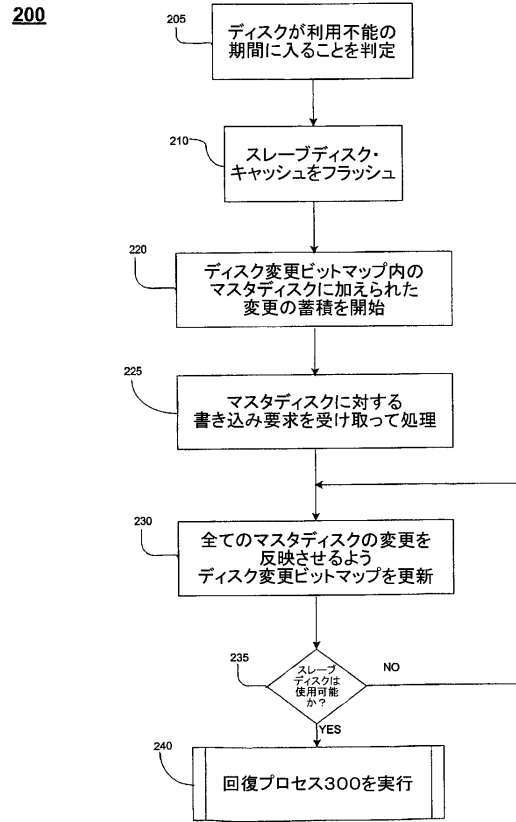 200
205
ディスクが利用不能の
期間に入ることを判定
210
スレーブディスク・
キャッシュをフラッシュ
220
ディスク変更ビットマップ内の
マスタディスクに加えられた
変更の蓄積を開始
225
マスタディスクに対する
書き込み要求を受け取って処理
230
全てのマスタディスクの変更を
反映させるよう
ディスク変更ビットマップを更新
235
スレーブ
ディスクは
使用可能
か？
NO
YES
240
回復プロセス300を実行